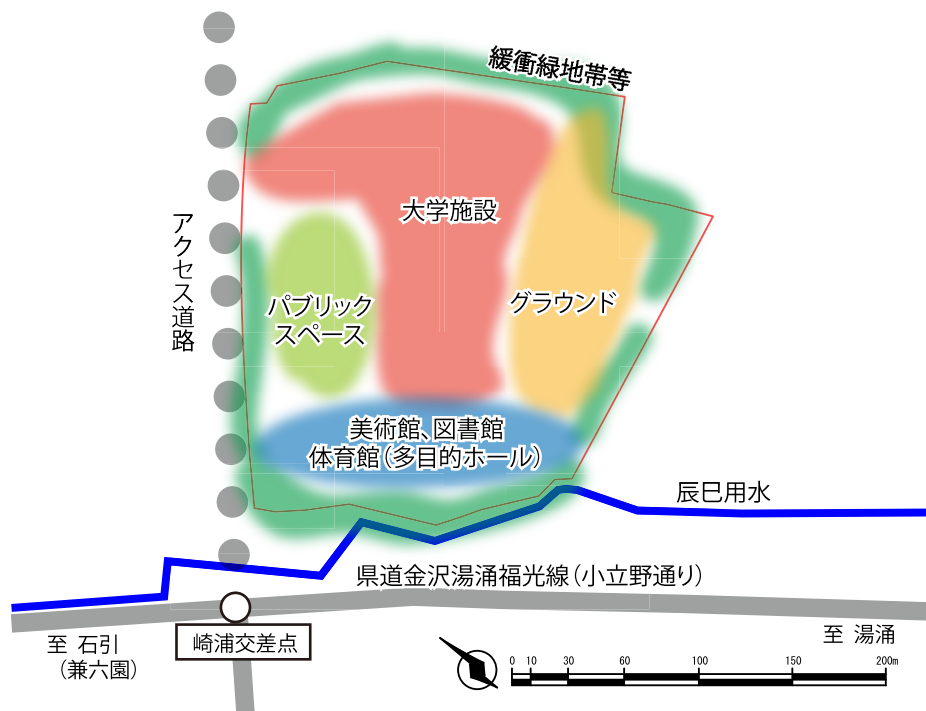 緩衝緑地帯等
大学施設
アクセス道路
パブリック
スペース
グラウンド
美術館、図書館
体育館(多目的ホール)
辰巳用水
県道金沢湯涌福光線(小立野通り)
崎浦交差点
至 石引
(兼六園)
至 湯涌
0 10 30 60 100 150 200m